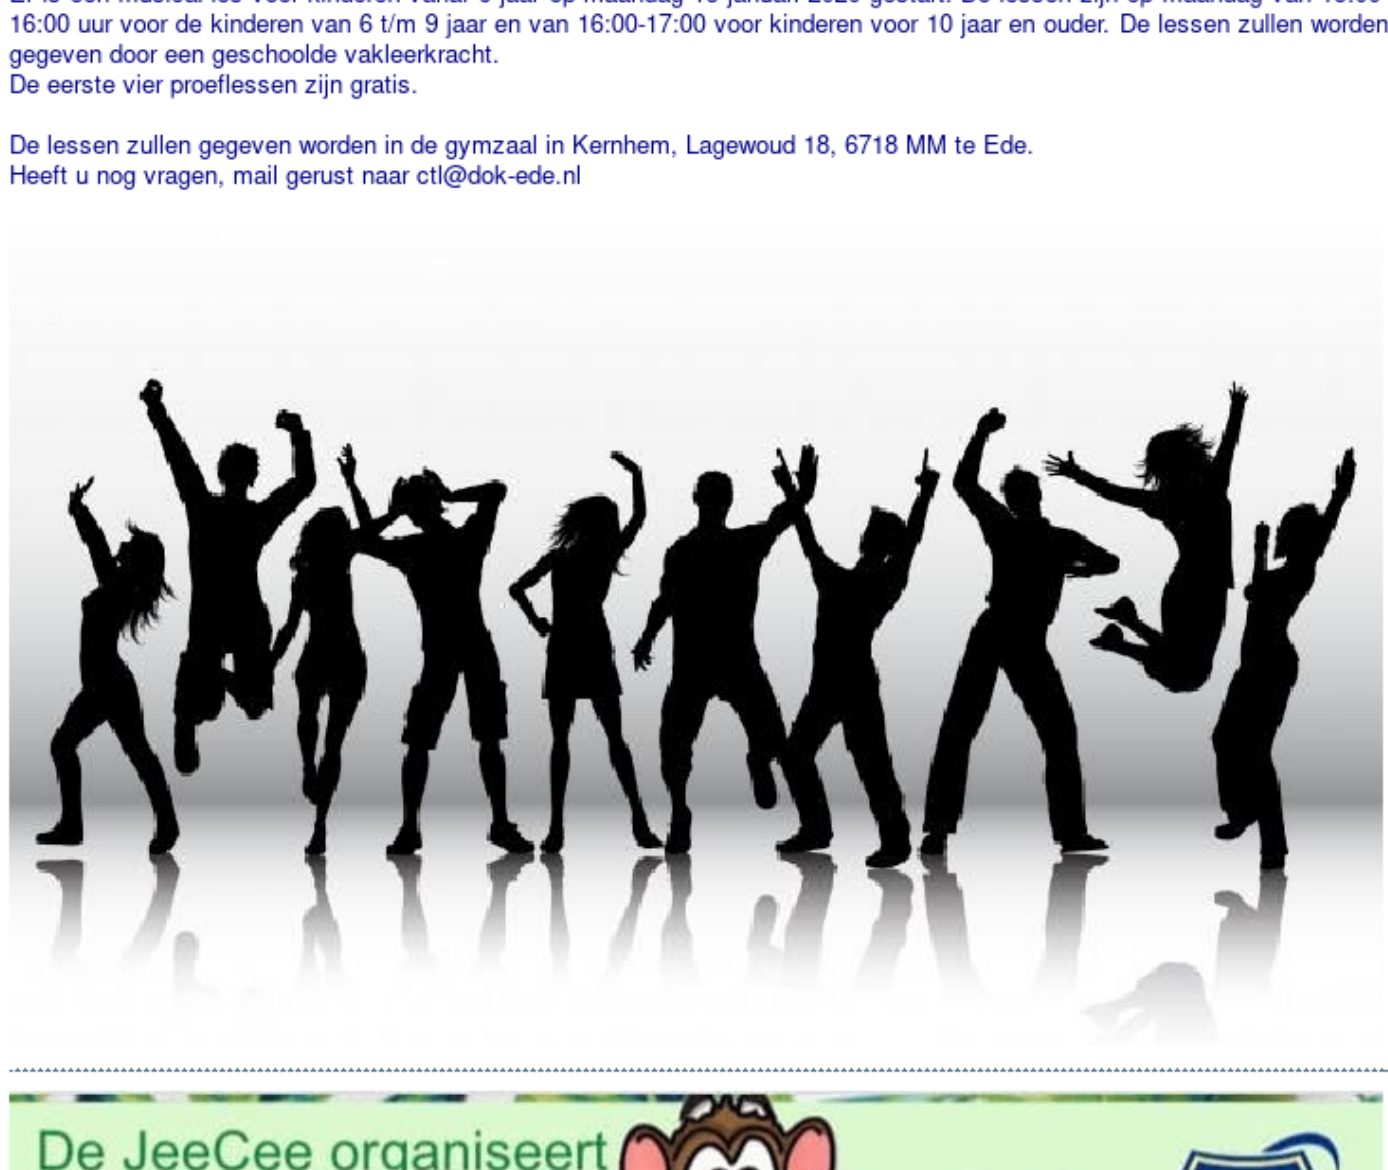 16:00 uur voor de kinderen van 6 t/m 9 jaar en van 16:00-17:00 voor kinderen voor 10 jaar en ouder. De lessen zullen worden
gegeven door een geschoolde vakleerkracht.
De eerste vier proeflessen zijn gratis.
De lessen zullen gegeven worden in de gymzaal in Kernhem, Lagewoud 18, 6718 MM te Ede.
Heeft u nog vragen, mail gerust naar ctl@dok-ede.nl
De JeeCee organiseert